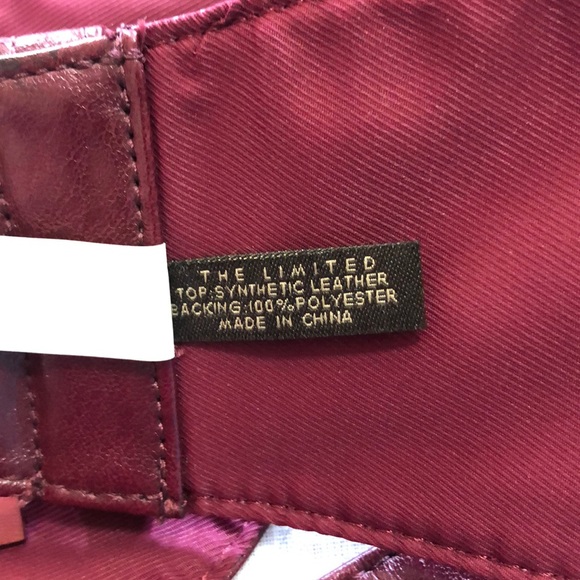 THE LIMITED
TOP:SYNTHETIC LEATHER
BACKING:100%POLYESTER
MADE IN CHINA